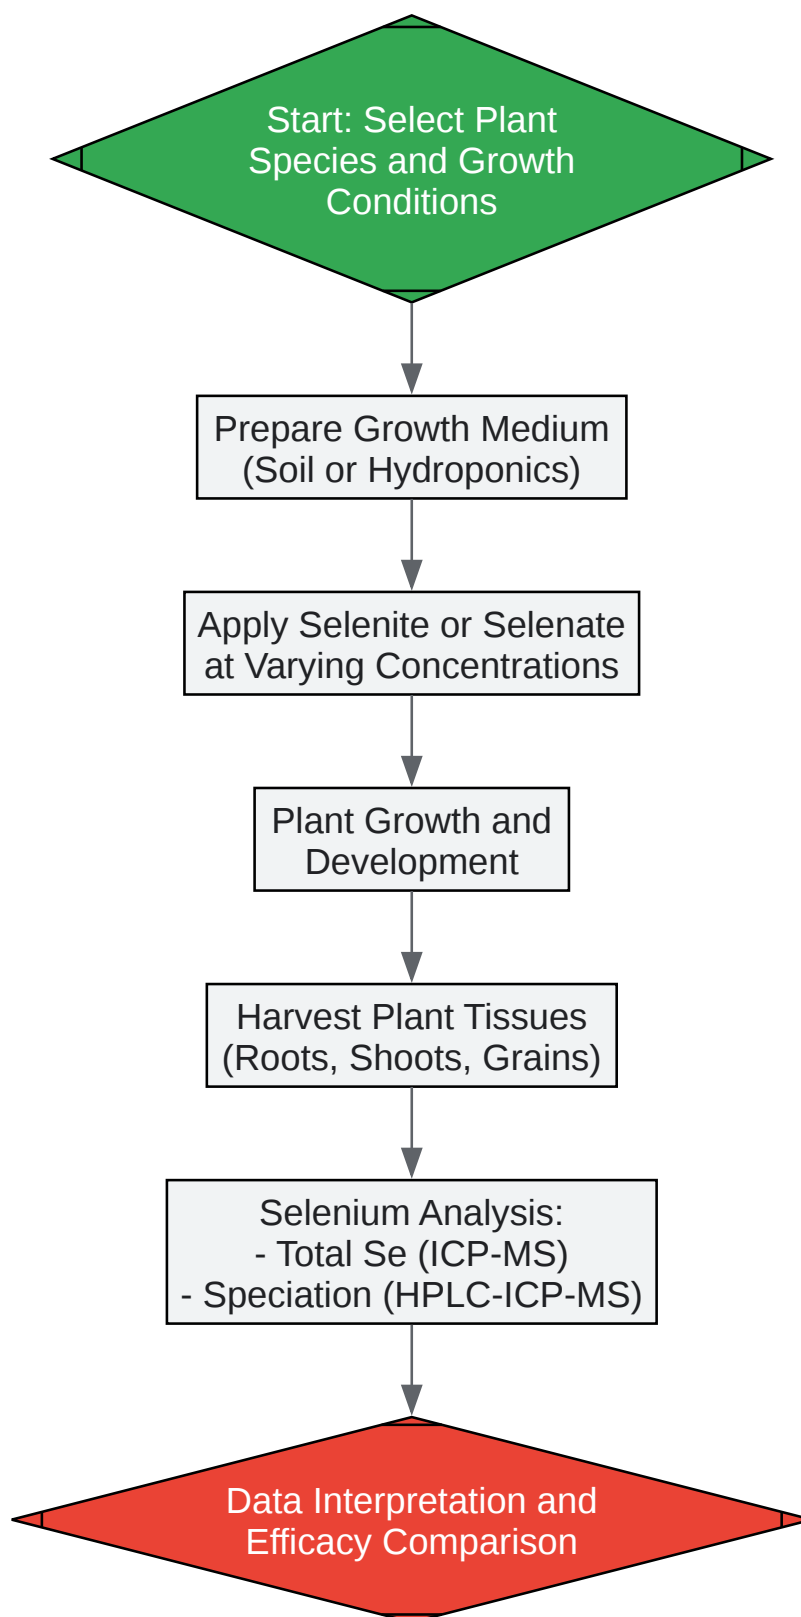 Start: Select Plant
Species and Growth
Conditions
Prepare Growth Medium
(Soil or Hydroponics)
Apply Selenite or Selenate
at Varying Concentrations
Plant Growth and
Development
Harvest Plant Tissues
(Roots, Shoots, Grains)
Selenium Analysis:
- Total Se (ICP-MS)
- Speciation (HPLC-ICP-MS)
Data Interpretation and
Efficacy Comparison